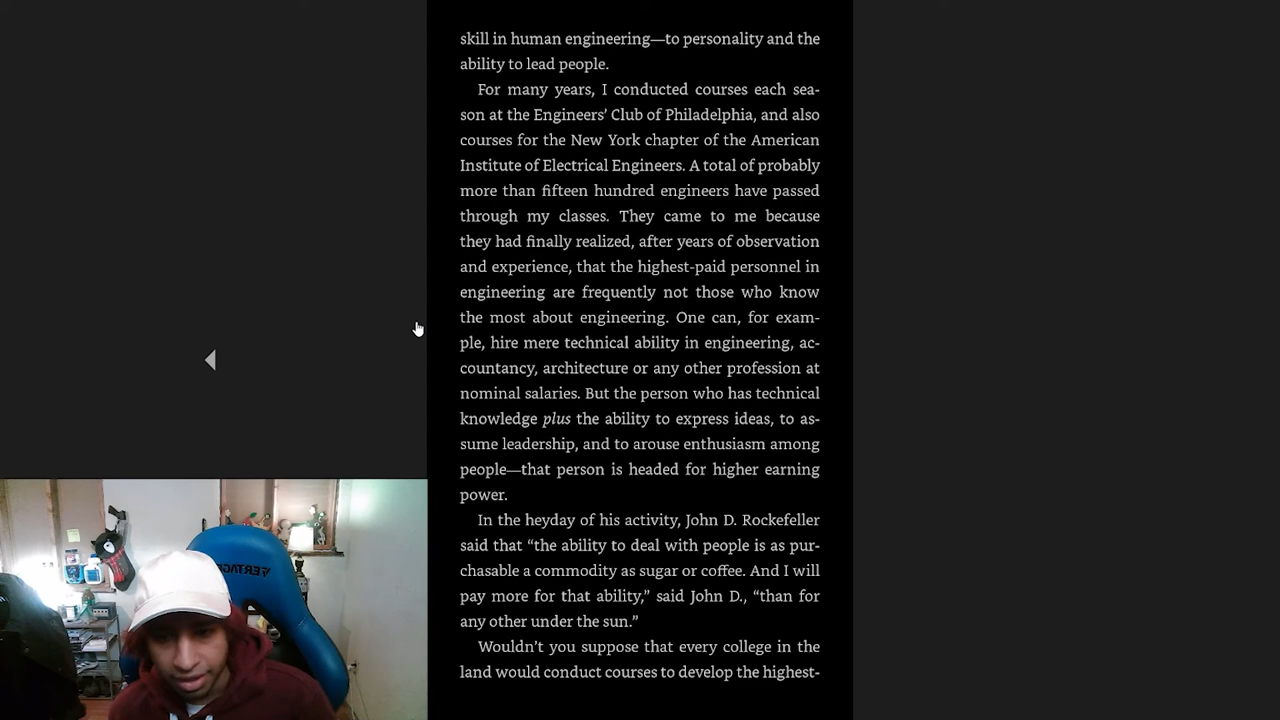 skill in human engineering—to personality and the
ability to lead people.
For many years, I conducted courses each sea-
son at the Engineers’ Club of Philadelphia, and also
courses for the New York chapter of the American
Institute of Electrical Engineers. A total of probably
more than fifteen hundred engineers have passed
through my classes. They came to me because
they had finally realized, after years of observation
and experience, that the highest-paid personnel in
engineering are frequently not those who know
the most about engineering. One can, for exam-
ple, hire mere technical ability in engineering, ac-
countancy, architecture or any other profession at
nominal salaries. But the person who has technical
knowledge plus the ability to express ideas, to as-
sume leadership, and to arouse enthusiasm among
people—that person is headed for higher earning
power.
In the heyday of his activity, John D. Rockefeller
said that “the ability to deal with people is as pur-
chasable a commodity as sugar or coffee. And I will
pay more for that ability,” said John D., “than for
any other under the sun.”
Wouldn’t you suppose that every college in the
land would conduct courses to develop the highest-